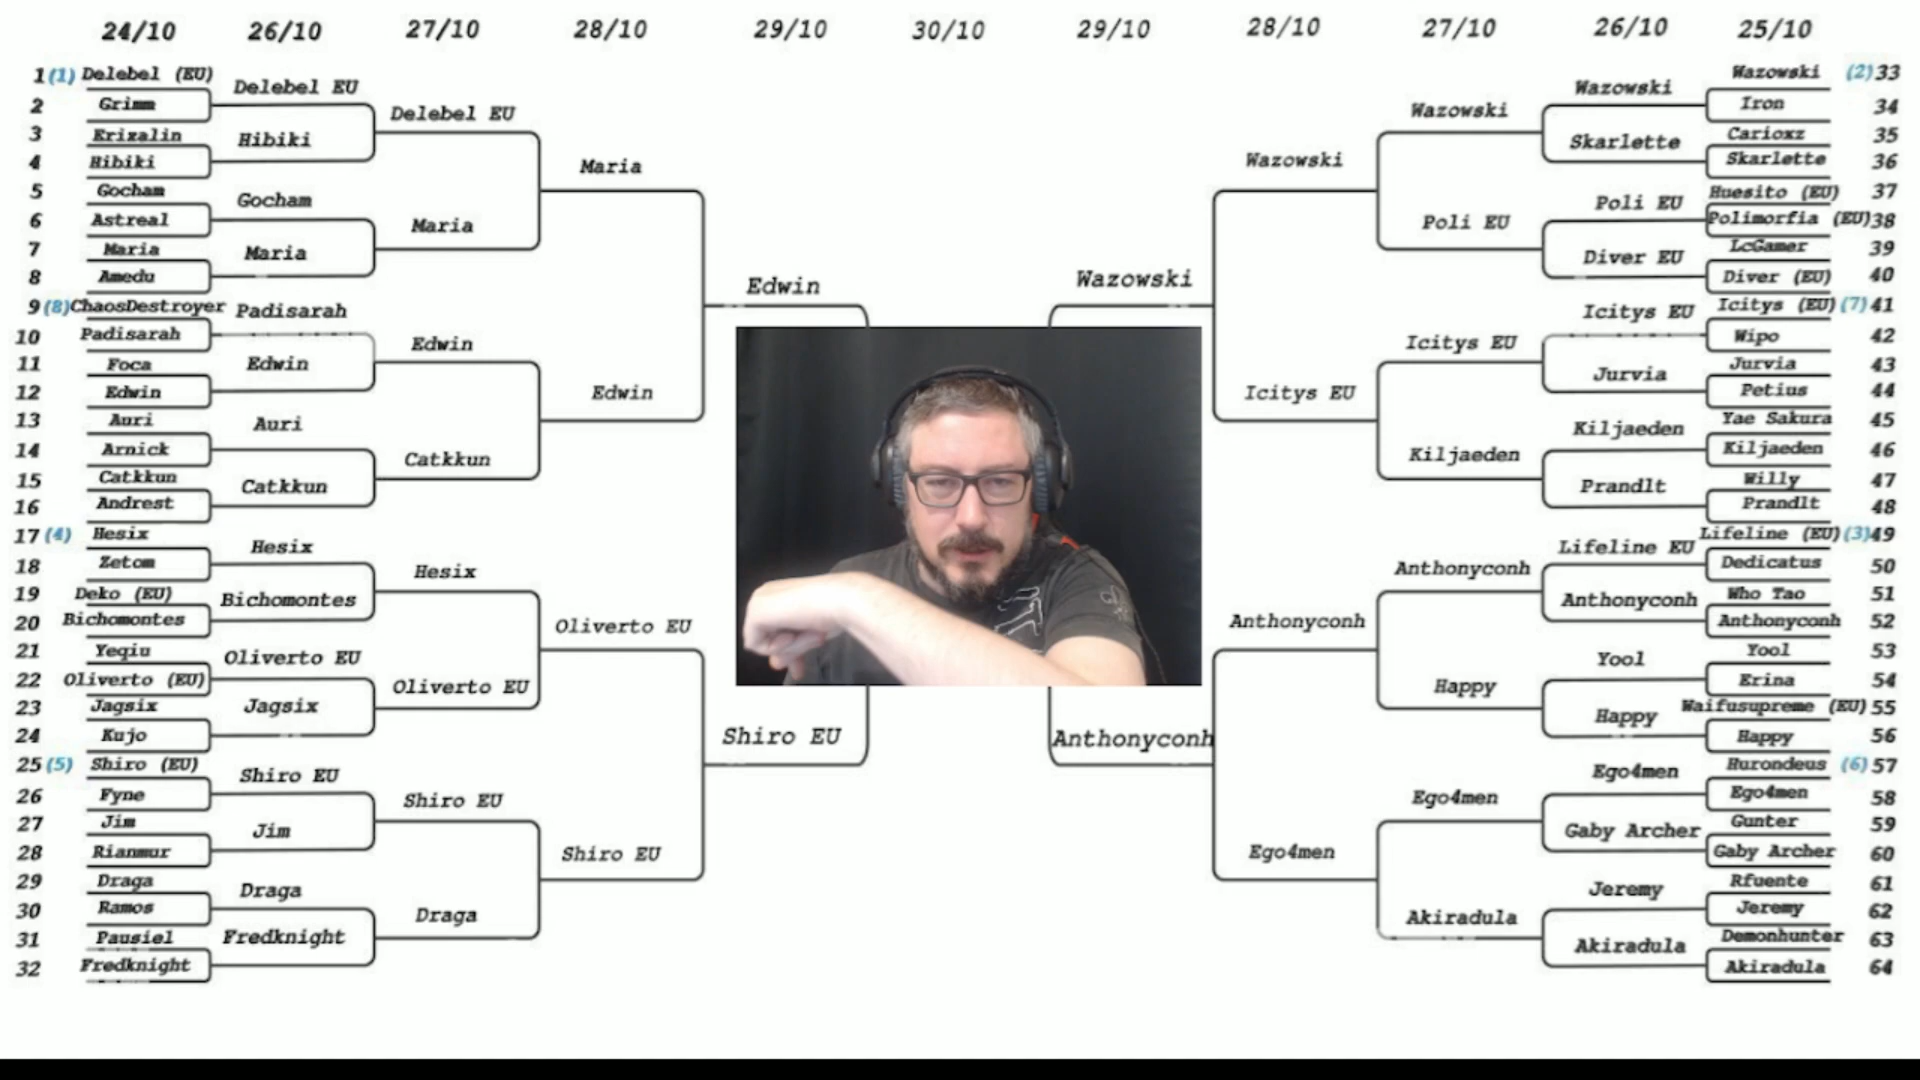 24/10 26/10 27/10 28/10 29/10 30/10 29/10 28/10 27/10 26/10 25/10
1 (1) Delebel (EU)
2 Grimm
3 Erizalin
4 Hibiki
5 Gocham
6 Astreal
7 Maria
8 Amedu
9 (8) ChaosDestroyer
10 Padisarah
11 Foca
12 Edwin
13 Auri
14 Arnick
15 Catkkun
16 Andrest
17 (4) Hesix
18 Zetom
19 Deko (EU)
20 Bichomontes
21 Yeqiu
22 Oliverto (EU)
23 Jagsix
24 Kujo
25 (5) Shiro (EU)
26 Fyne
27 Jim
28 Rianmur
29 Draga
30 Ramos
31 Pausiel
32 Fredknight
Delebel EU
Hibiki
Gocham
Maria
Padisarah
Edwin
Auri
Catkkun
Hesix
Bichomontes
Oliverto EU
Jagsix
Shiro EU
Jim
Draga
Fredknight
Delebel EU
Maria
Edwin
Catkkun
Hesix
Oliverto EU
Shiro EU
Draga
Maria
Edwin
Oliverto EU
Shiro EU
Edwin
Shiro EU
Wazowski
Anthonyconh
Wazowski
Icitys EU
Anthonyconh
Ego4men
Wazowski
Poli EU
Icitys EU
Kiljaeden
Anthonyconh
Happy
Ego4men
Akiradula
Wazowski
Skarlette
Poli EU
Diver EU
Icitys EU
Jurvia
Kiljaeden
Prandlt
Lifeline EU
Anthonyconh
Yool
Happy
Ego4men
Gaby Archer
Jeremy
Akiradula
Wazowski (2) 33
Iron 34
Carioxz 35
Skarlette 36
Huesito (EU) 37
Polimorfia (EU) 38
LcGamer 39
Diver (EU) 40
Icitys (EU) (7) 41
Wipo 42
Jurvia 43
Petius 44
Yae Sakura 45
Kiljaeden 46
Willy 47
Prandlt 48
Lifeline (EU) (3) 49
Dedicatus 50
Who Tao 51
Anthonyconh 52
Yool 53
Erina 54
Waifusupreme (EU) 55
Happy 56
Hurondeus (6) 57
Ego4men 58
Gunter 59
Gaby Archer 60
Rfuente 61
Jeremy 62
Demonhunter 63
Akiradula 64